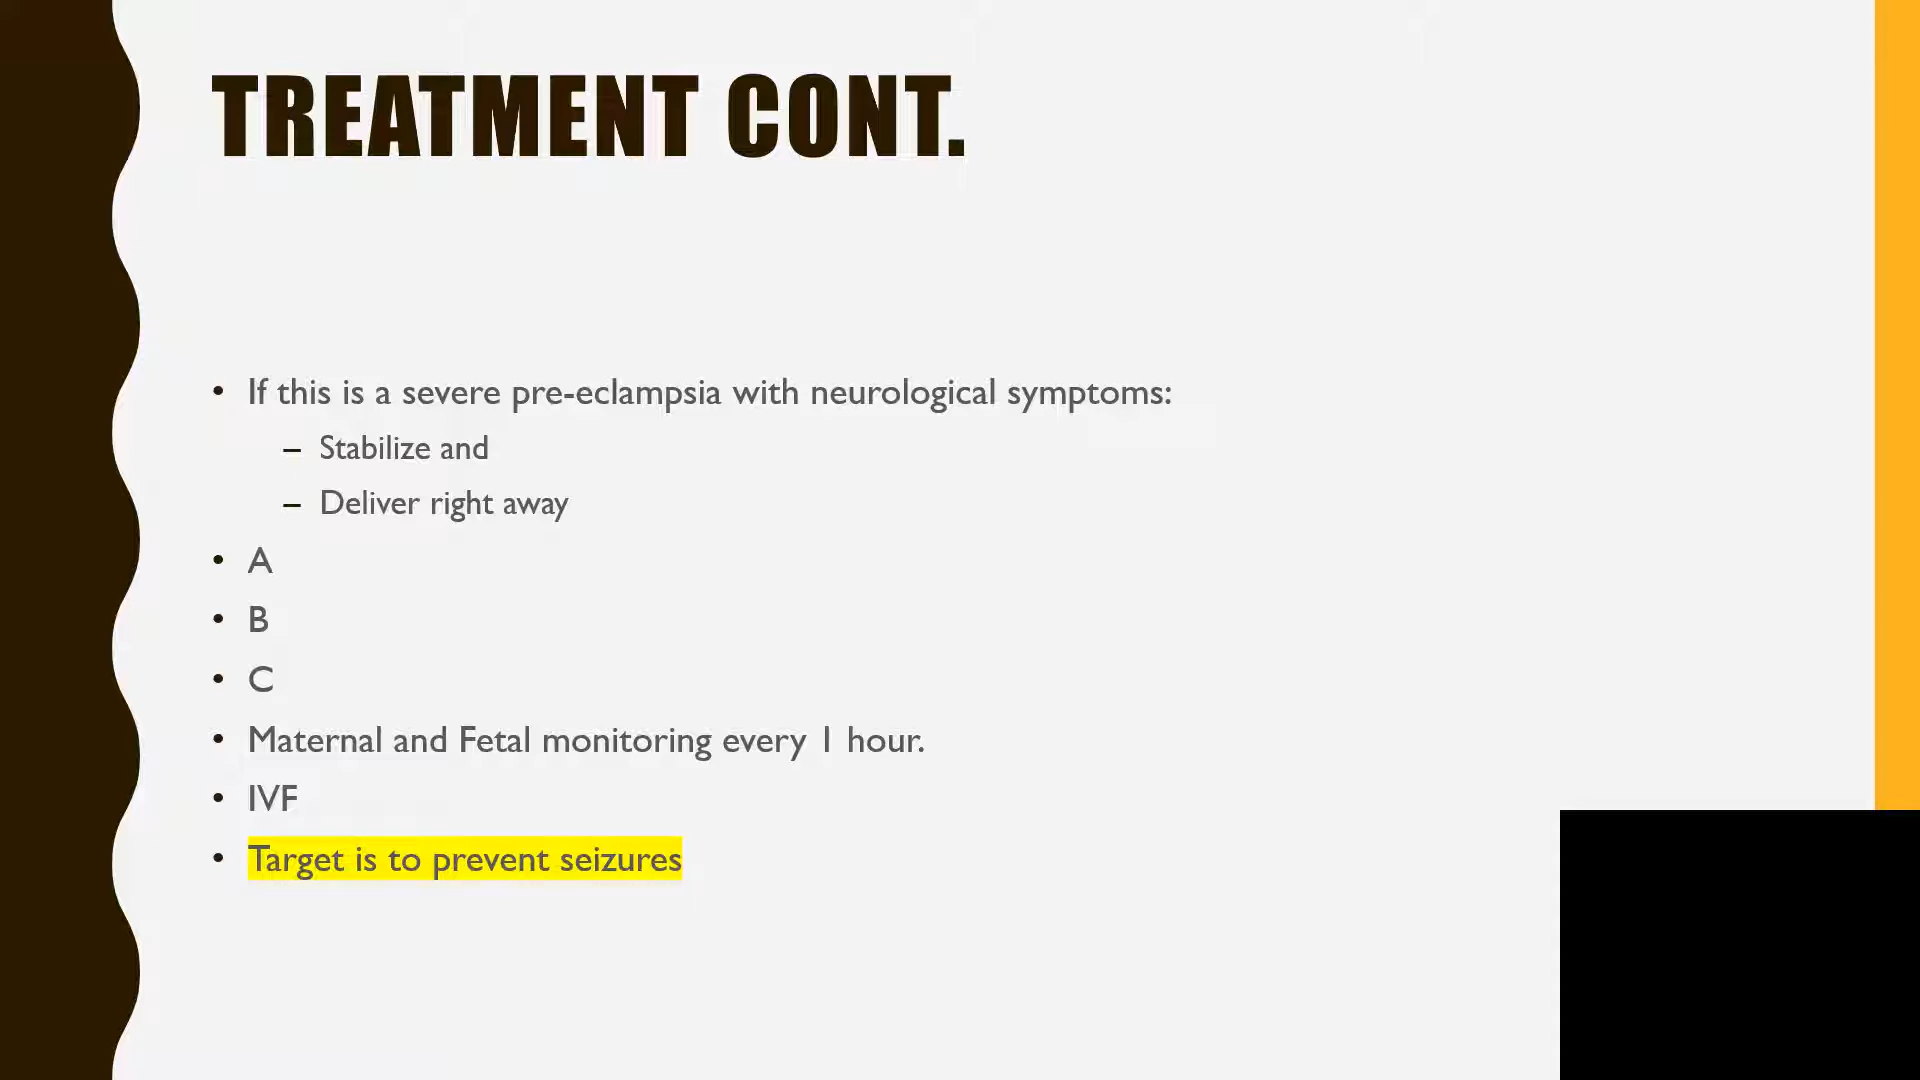 TREATMENT CONT.
• If this is a severe pre-eclampsia with neurological symptoms:
– Stabilize and
– Deliver right away
• A
• B
• C
• Maternal and Fetal monitoring every 1 hour.
• IVF
• Target is to prevent seizures